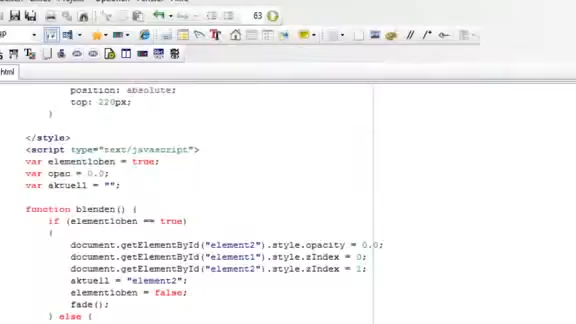 63
html
position: absolute;
top: 220px;
}
</style>
<script type="text/javascript">
var elementloben = true;
var opac = 0.0;
var aktuell = "";
function blenden() {
if (elementloben == true)
{
document.getElementById("element2").style.opacity = 0.0;
document.getElementById("element1").style.zIndex = 0;
document.getElementById("element2").style.zIndex = 1;
aktuell = "element2";
elementloben = false;
fade();
} else {